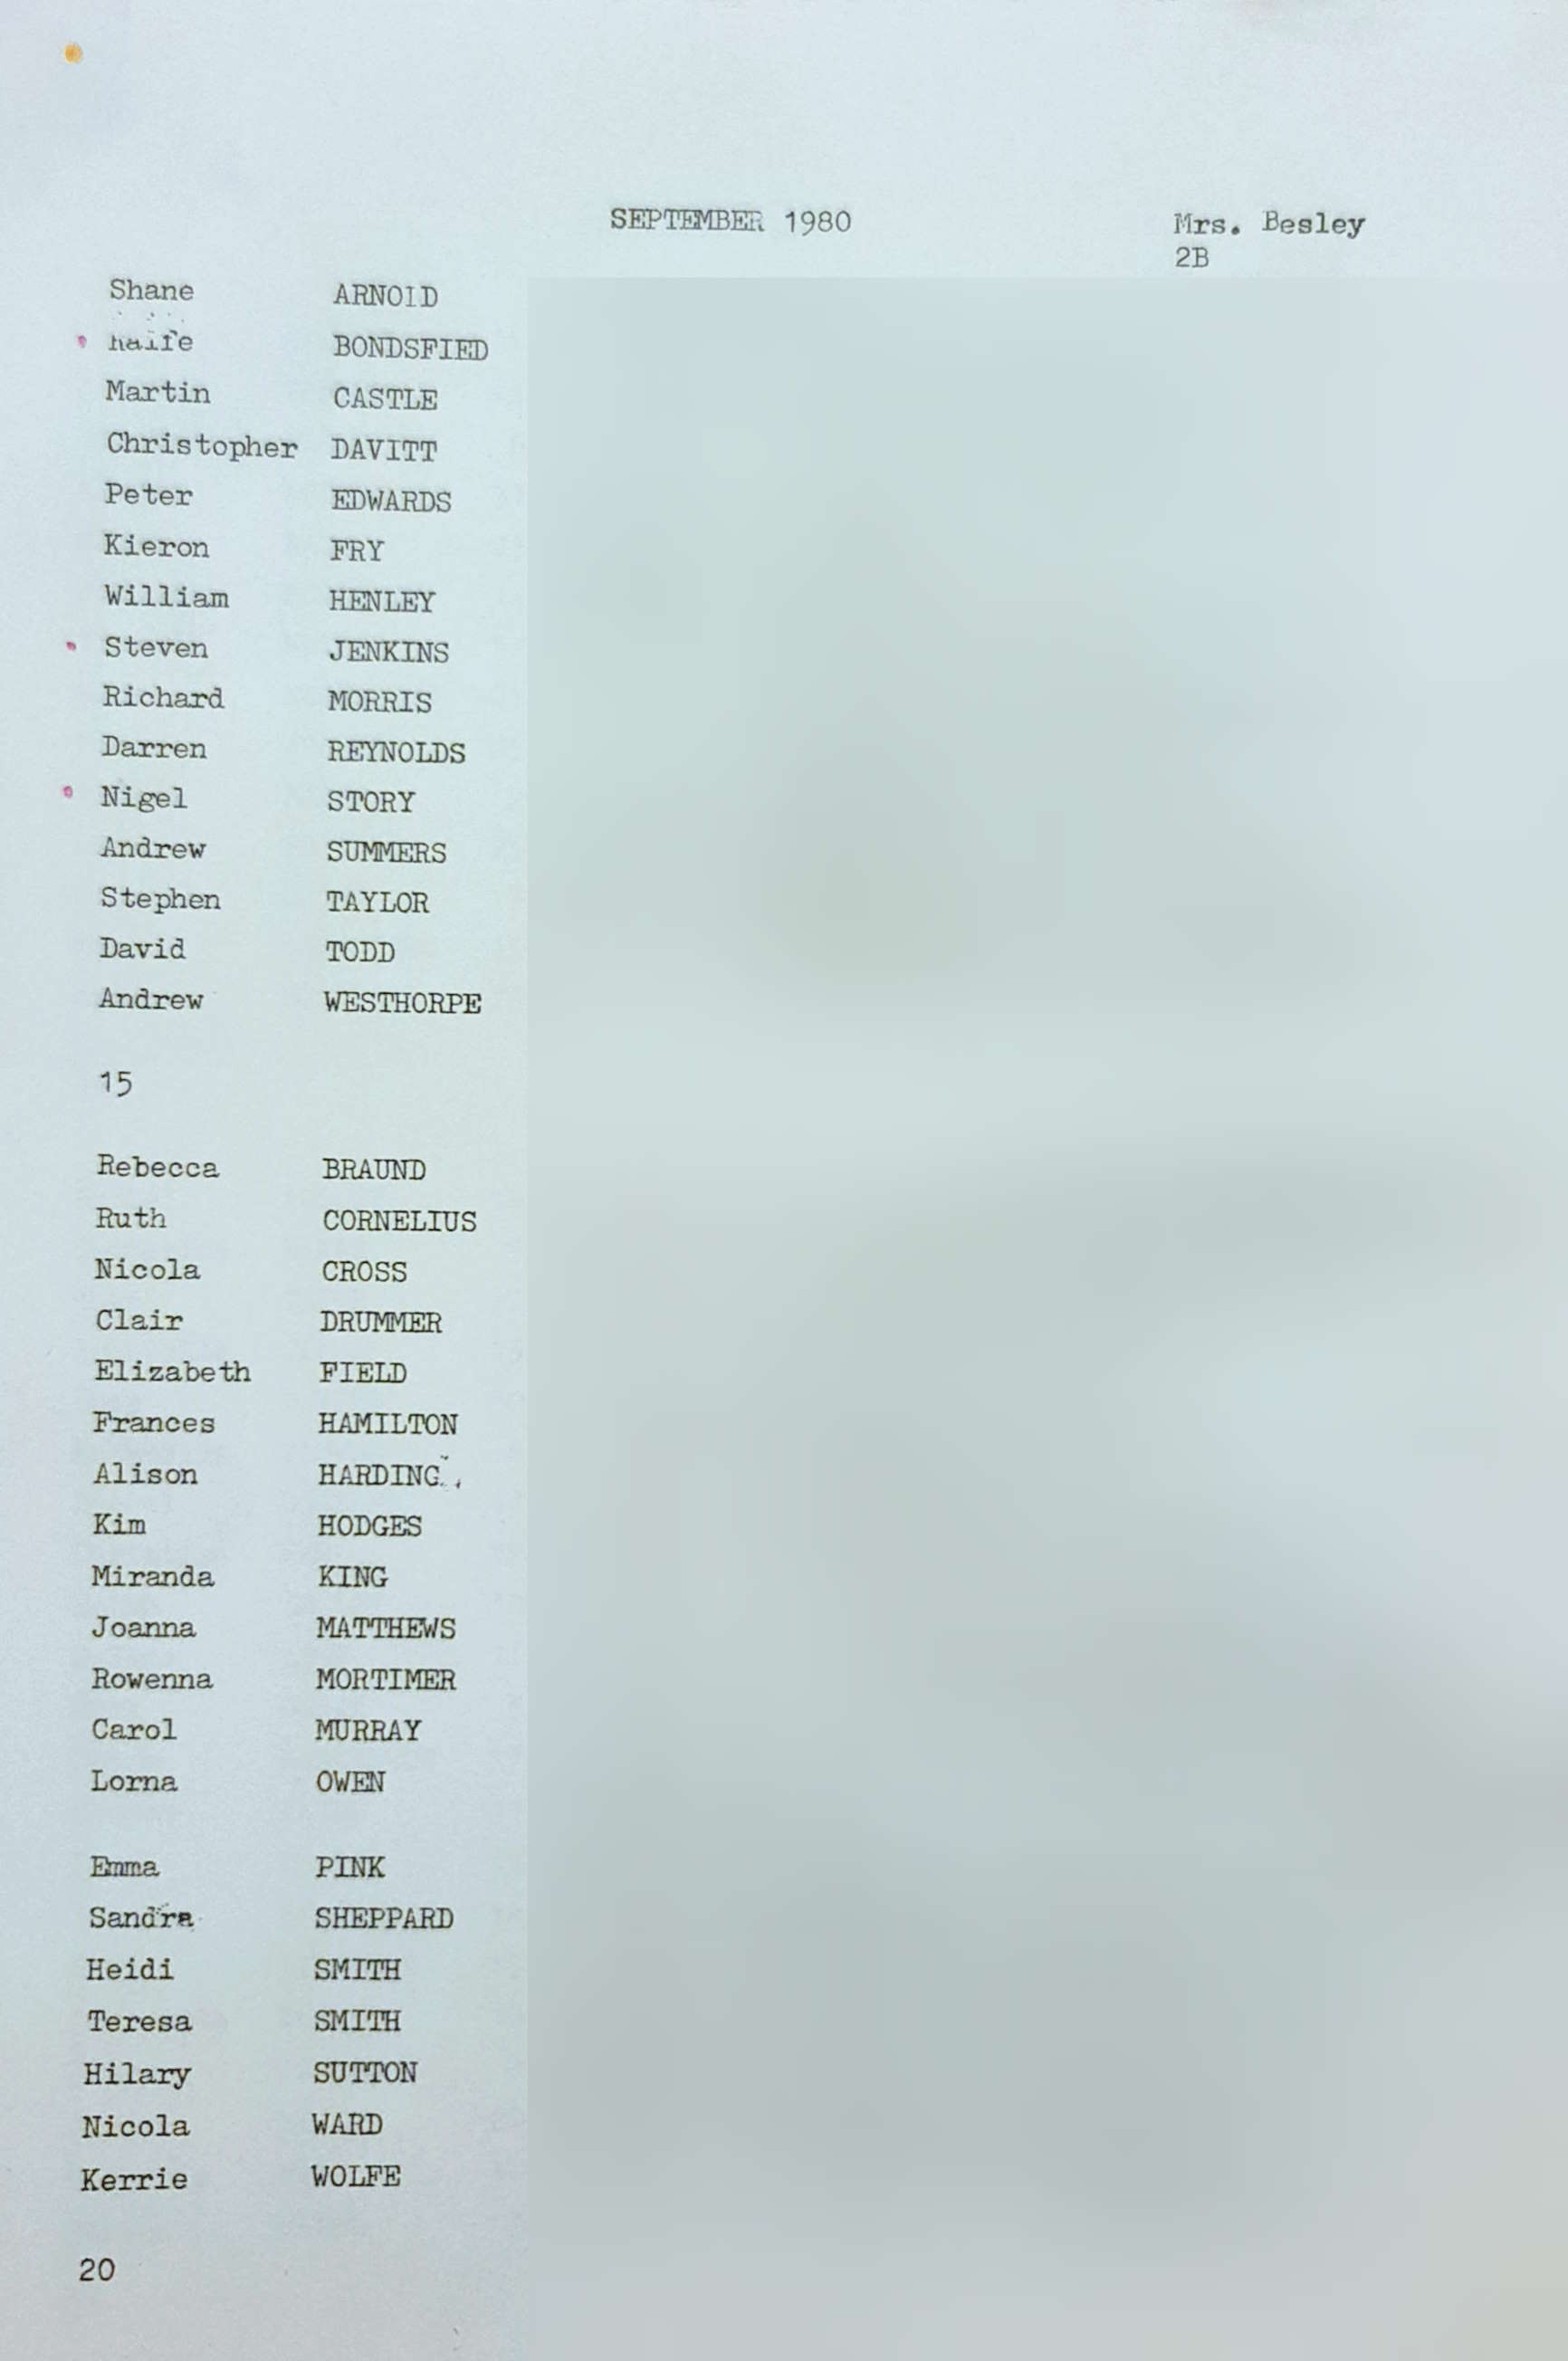 SEPTEMBER 1980 Mrs. Besley
2B
Shane ARNOLD
BONDSFIED
Martin CASTLE
Christopher DAVITT
Peter EDWARDS
Kieron FRY
William HENLEY
Steven JENKINS
Richard MORRIS
Darren REYNOLDS
Nigel STORY
Andrew SUMMERS
Stephen TAYLOR
David TODD
Andrew WESTHORPE
15
Rebecca BRAUND
Ruth CORNELIUS
Nicola CROSS
Clair DRUMMER
Elizabeth FIELD
Frances HAMILTON
Alison HARDING
Kim HODGES
Miranda KING
Joanna MATTHEWS
Rowenna MORTIMER
Carol MURRAY
Lorna OWEN
Emma PINK
Sandra SHEPPARD
Heidi SMITH
Teresa SMITH
Hilary SUTTON
Nicola WARD
Kerrie WOLFE
20